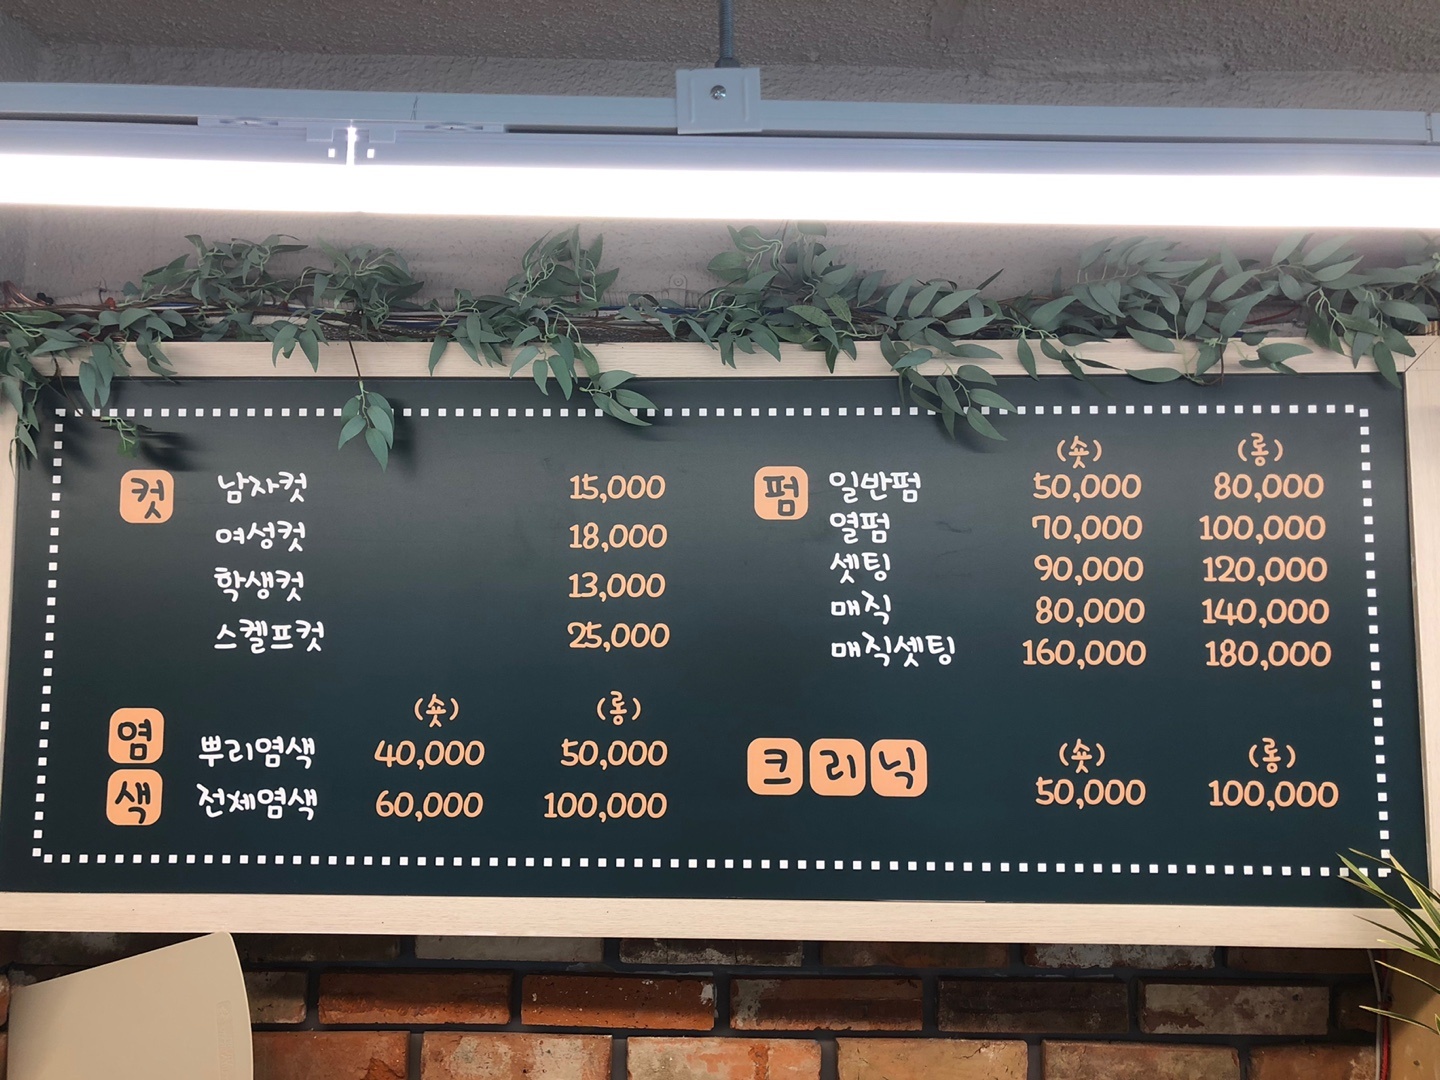 컷
남자컷 15,000
여성컷 18,000
학생컷 13,000
스켈프컷 25,000
염색
(숏) (롱)
뿌리염색 40,000 50,000
전체염색 60,000 100,000
펌
(숏) (롱)
일반펌 50,000 80,000
열펌 70,000 100,000
셋팅 90,000 120,000
매직 80,000 140,000
매직셋팅 160,000 180,000
크리닉
(숏) (롱)
50,000 100,000